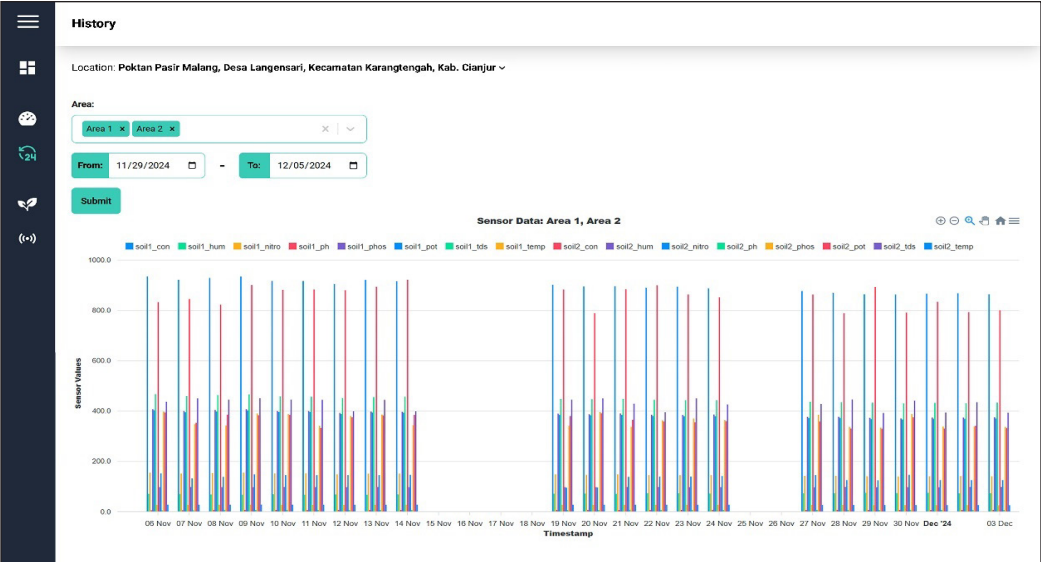 History
Location: Poktan Pasir Malang, Desa Langensari, Kecamatan Karangtengah, Kab. Cianjur
Area:
Area 1 × Area 2 ×
From: 11/29/2024 - To: 12/05/2024
Submit
24
Sensor Data: Area 1, Area 2
soil1_con soil1_hum soil1_nitro soil1_ph soil1_phos soil1_pot soil1_tds soil1_temp soil2_con soil2_hum soil2_nitro soil2_ph soil2_phos soil2_pot soil2_tds soil2_temp
1000.0
800.0
600.0
400.0
200.0
0.0
Sensor Values
06 Nov 07 Nov 08 Nov 09 Nov 10 Nov 11 Nov 12 Nov 13 Nov 14 Nov 15 Nov 16 Nov 17 Nov 18 Nov 19 Nov 20 Nov 21 Nov 22 Nov 23 Nov 24 Nov 25 Nov 26 Nov 27 Nov 28 Nov 29 Nov 30 Nov Dec '24 03 Dec
Timestamp